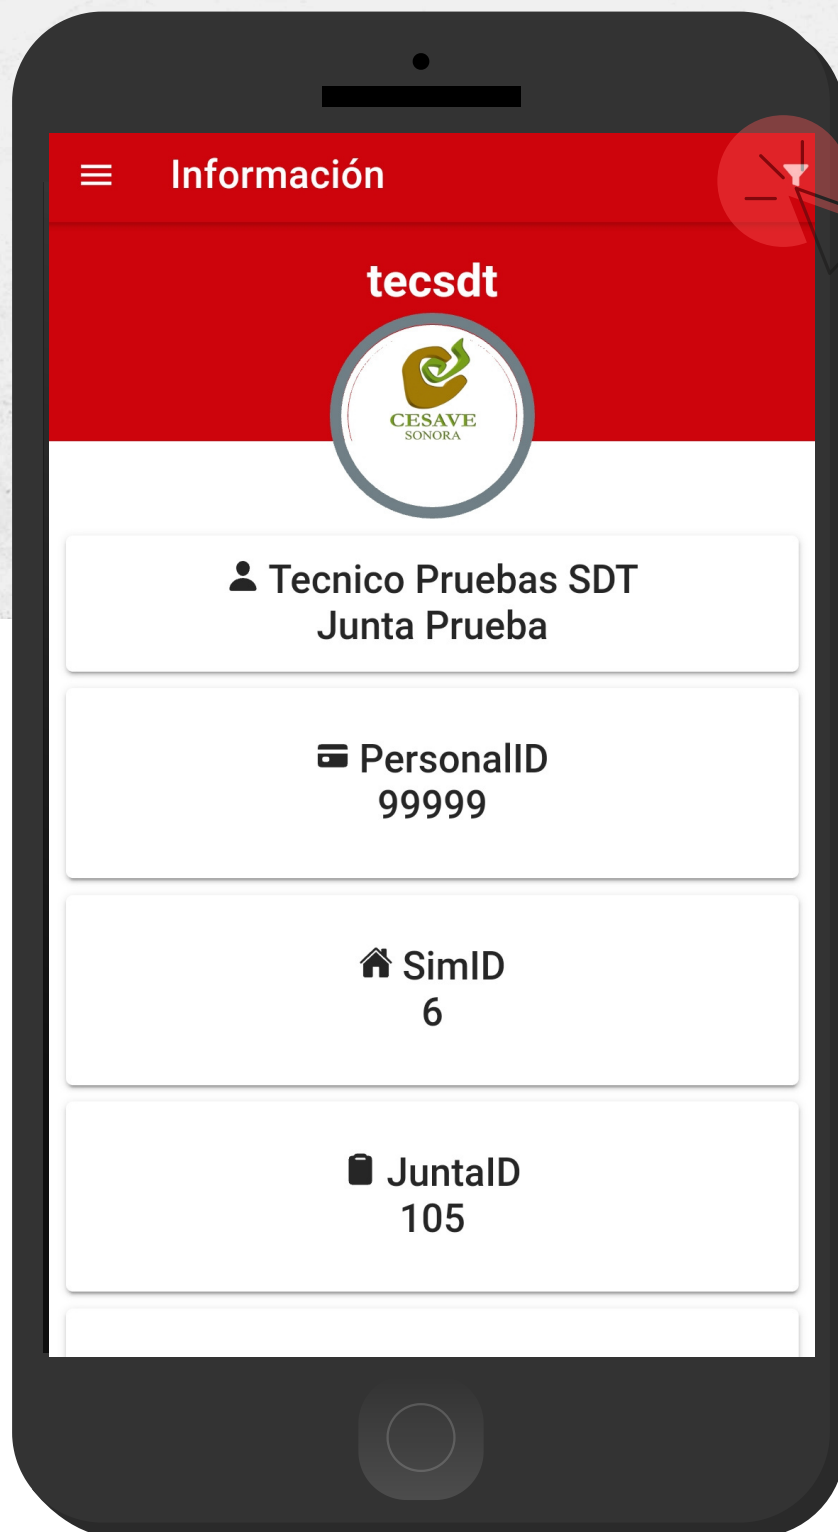 Información
tecsdt
CESAVE
SONORA
Tecnico Pruebas SDT
Junta Prueba
PersonalID
99999
SimID
6
JuntaID
105